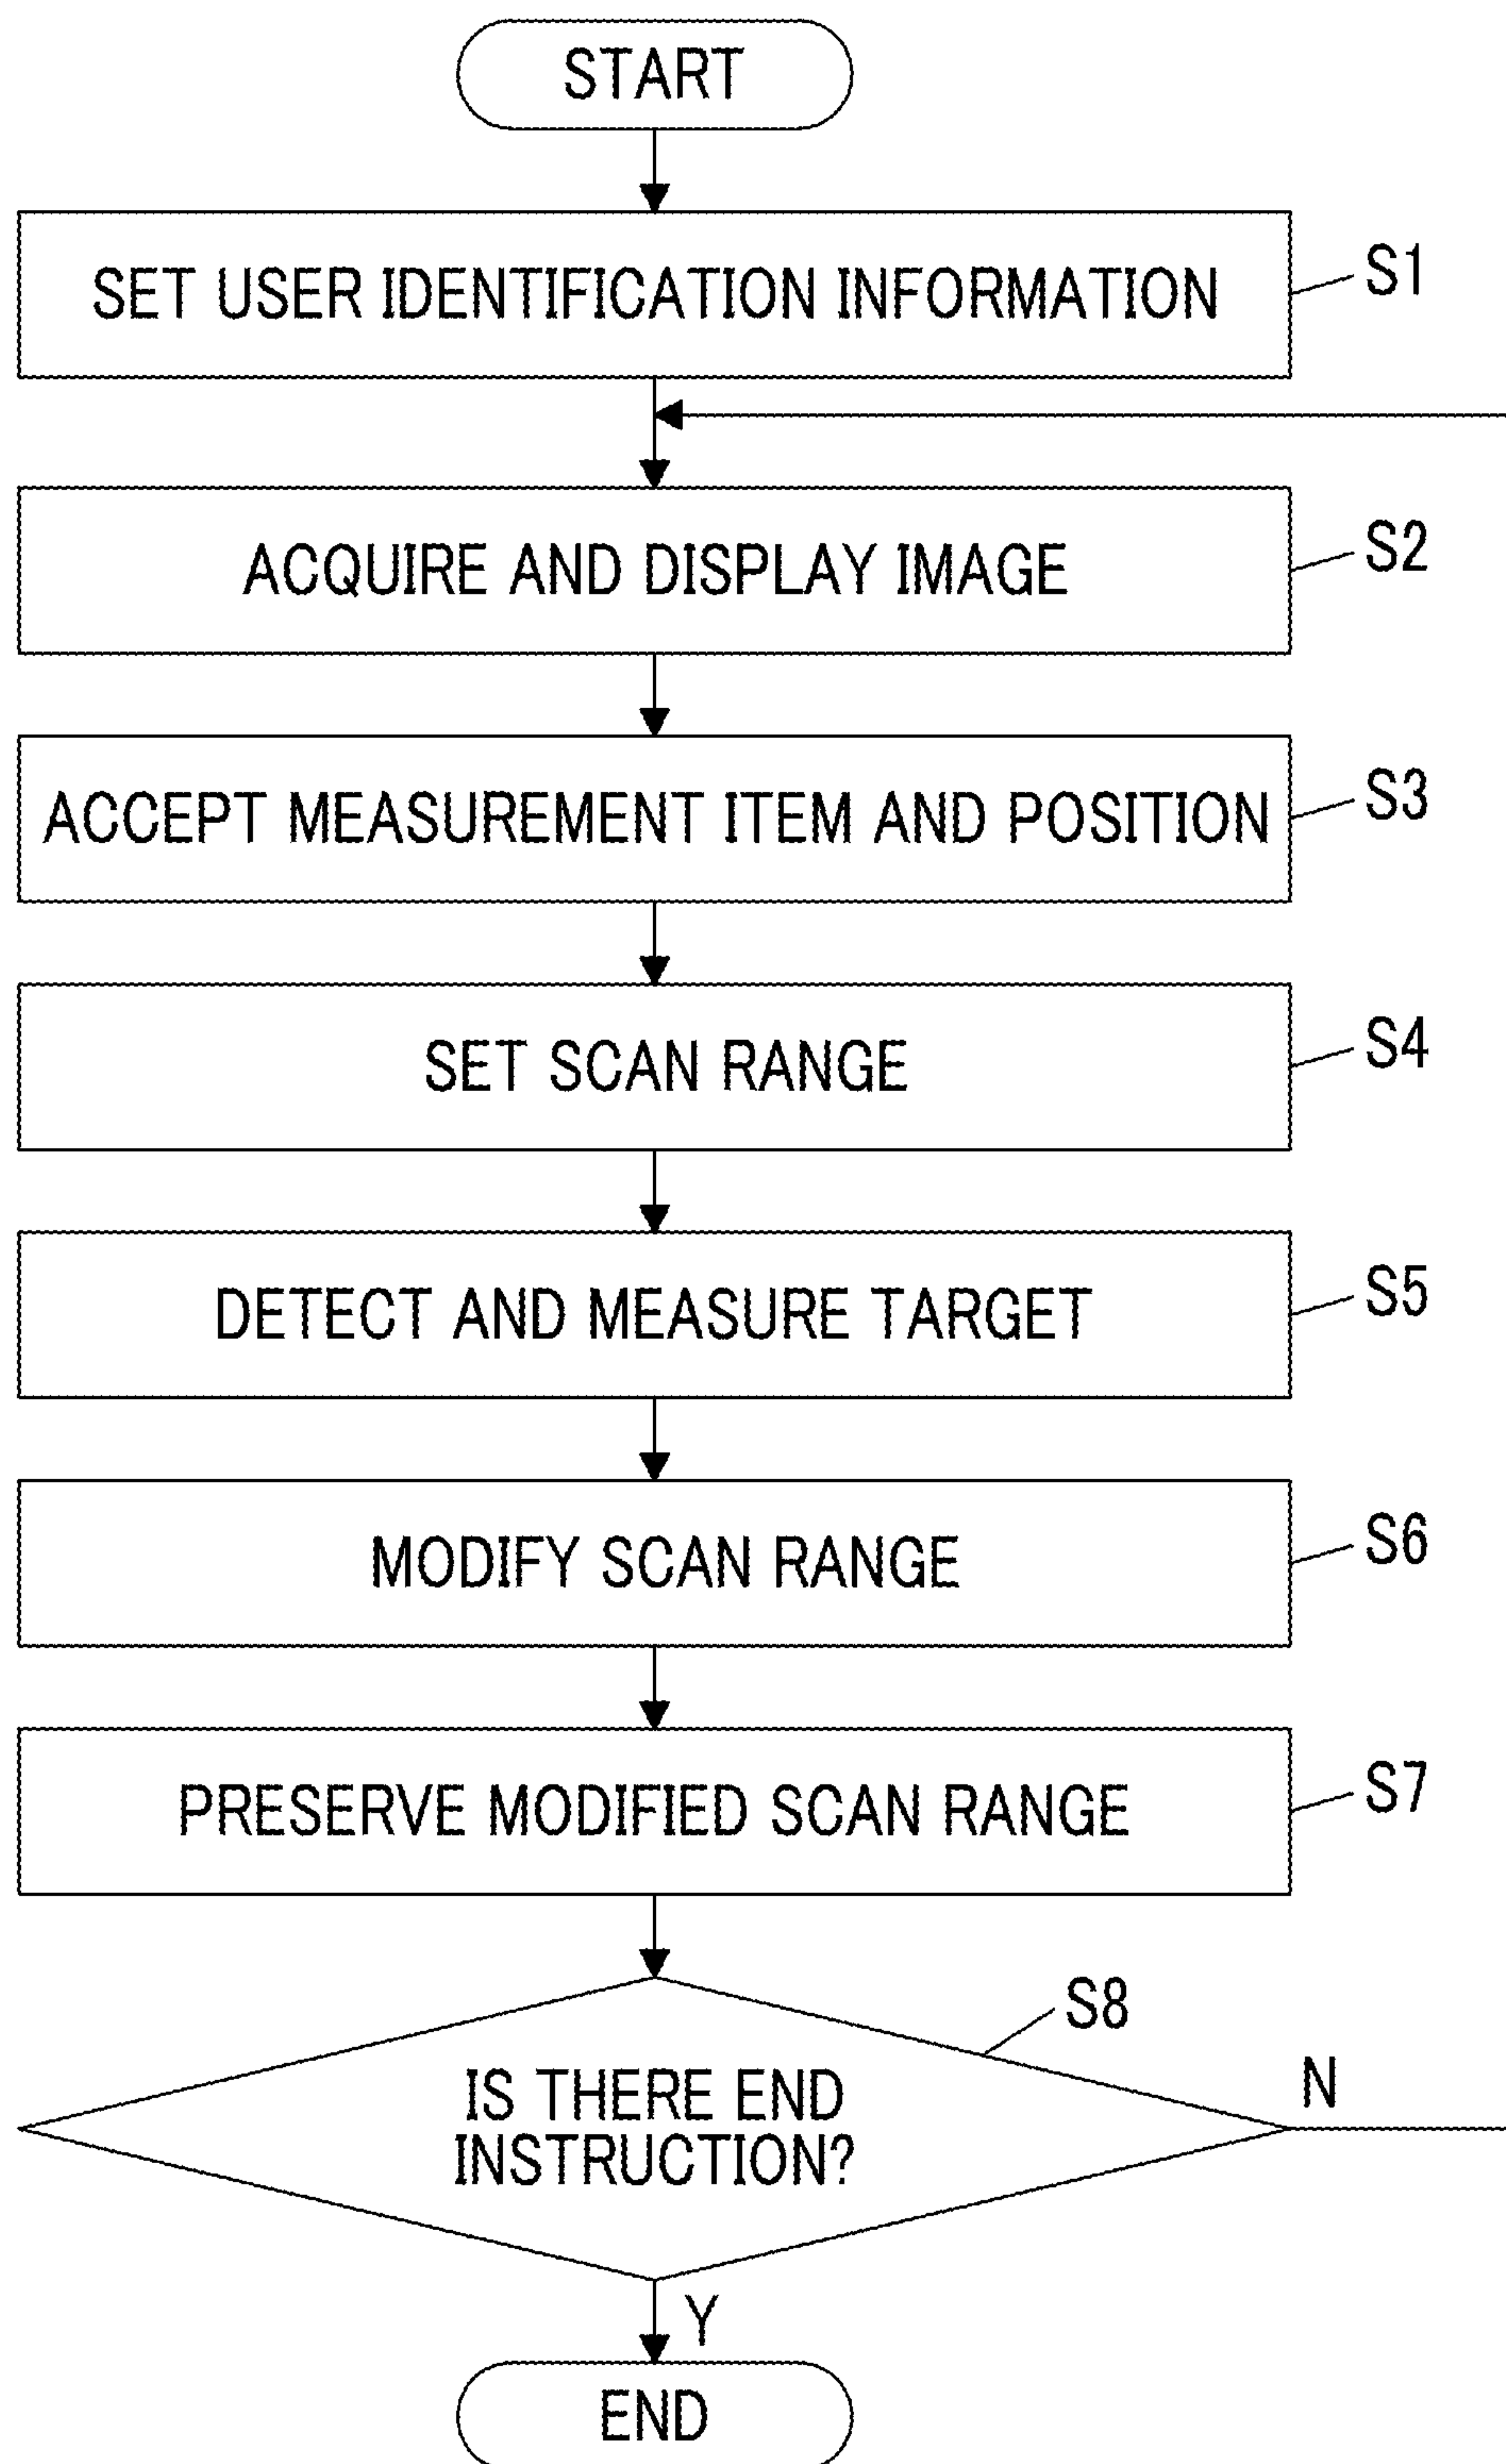 START
SET USER IDENTIFICATION INFORMATION
S1
ACQUIRE AND DISPLAY IMAGE
S2
ACCEPT MEASUREMENT ITEM AND POSITION
S3
SET SCAN RANGE
S4
DETECT AND MEASURE TARGET
S5
MODIFY SCAN RANGE
S6
PRESERVE MODIFIED SCAN RANGE
S7
S8
IS THERE END
INSTRUCTION?
N
Y
END